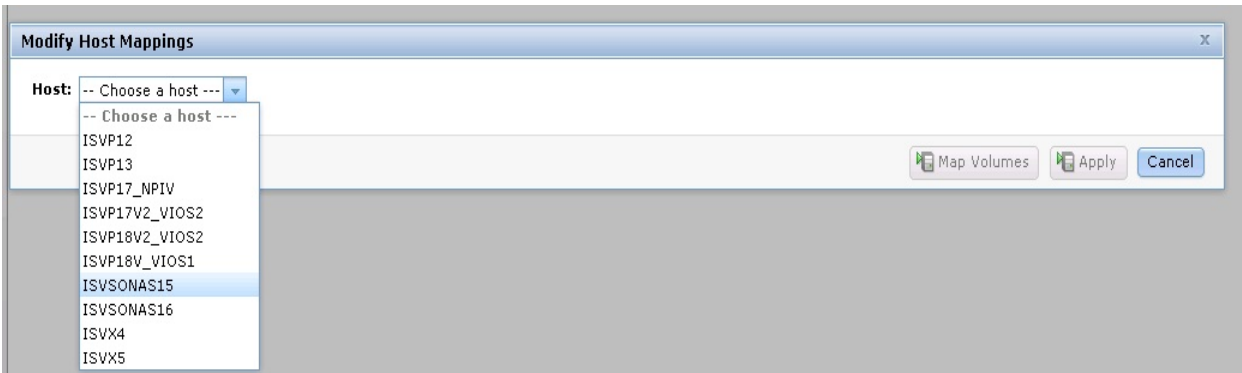 Modify Host Mappings x
Host: -- Choose a host ---
-- Choose a host ---
ISVP12
ISVP13
ISVP17_NPIV
ISVP17V2_VIOS2
ISVP18V2_VIOS2
ISVP18V_VIOS1
ISVSONAS15
ISVSONAS16
ISVX4
ISVX5
Map Volumes Apply Cancel